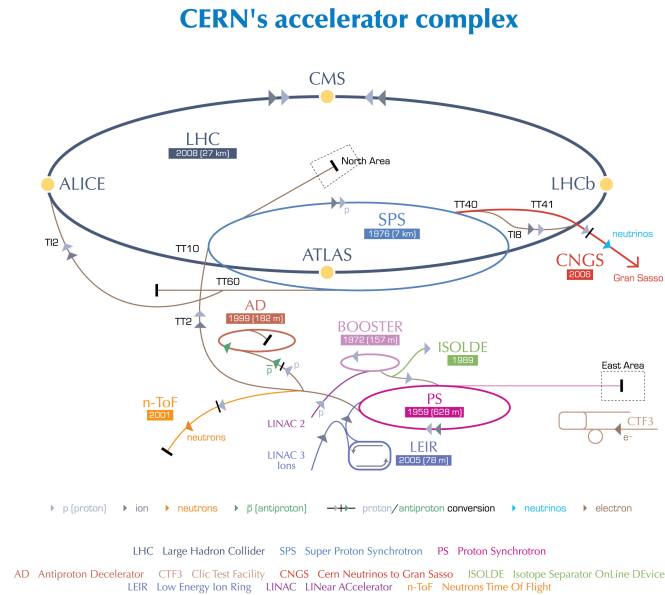 CERN's accelerator complex
CMS
LHC
2008 (27 km)
North Area
ALICE
LHCb
TT40
TT41
SPS
1976 (7 km)
p
TI2
TT10
TI8
neutrinos
ATLAS
CNGS
2006
Gran Sasso
TT60
AD
1999 (182 m)
TT2
BOOSTER
1972 (157 m)
ISOLDE
1989
p
p̅
East Area
n-ToF
2001
PS
1959 (628 m)
LINAC 2
p
neutrons
CTF3
e-
LEIR
2005 (78 m)
LINAC 3
Ions
p (proton)
ion
neutrons
p̅ (antiproton)
proton/antiproton conversion
neutrinos
electron
LHC Large Hadron Collider SPS Super Proton Synchrotron PS Proton Synchrotron
AD Antiproton Decelerator CTF3 Clic Test Facility CNGS Cern Neutrinos to Gran Sasso ISOLDE Isotope Separator OnLine DEvice
LEIR Low Energy Ion Ring LINAC LINear ACcelerator n-ToF Neutrons Time Of Flight